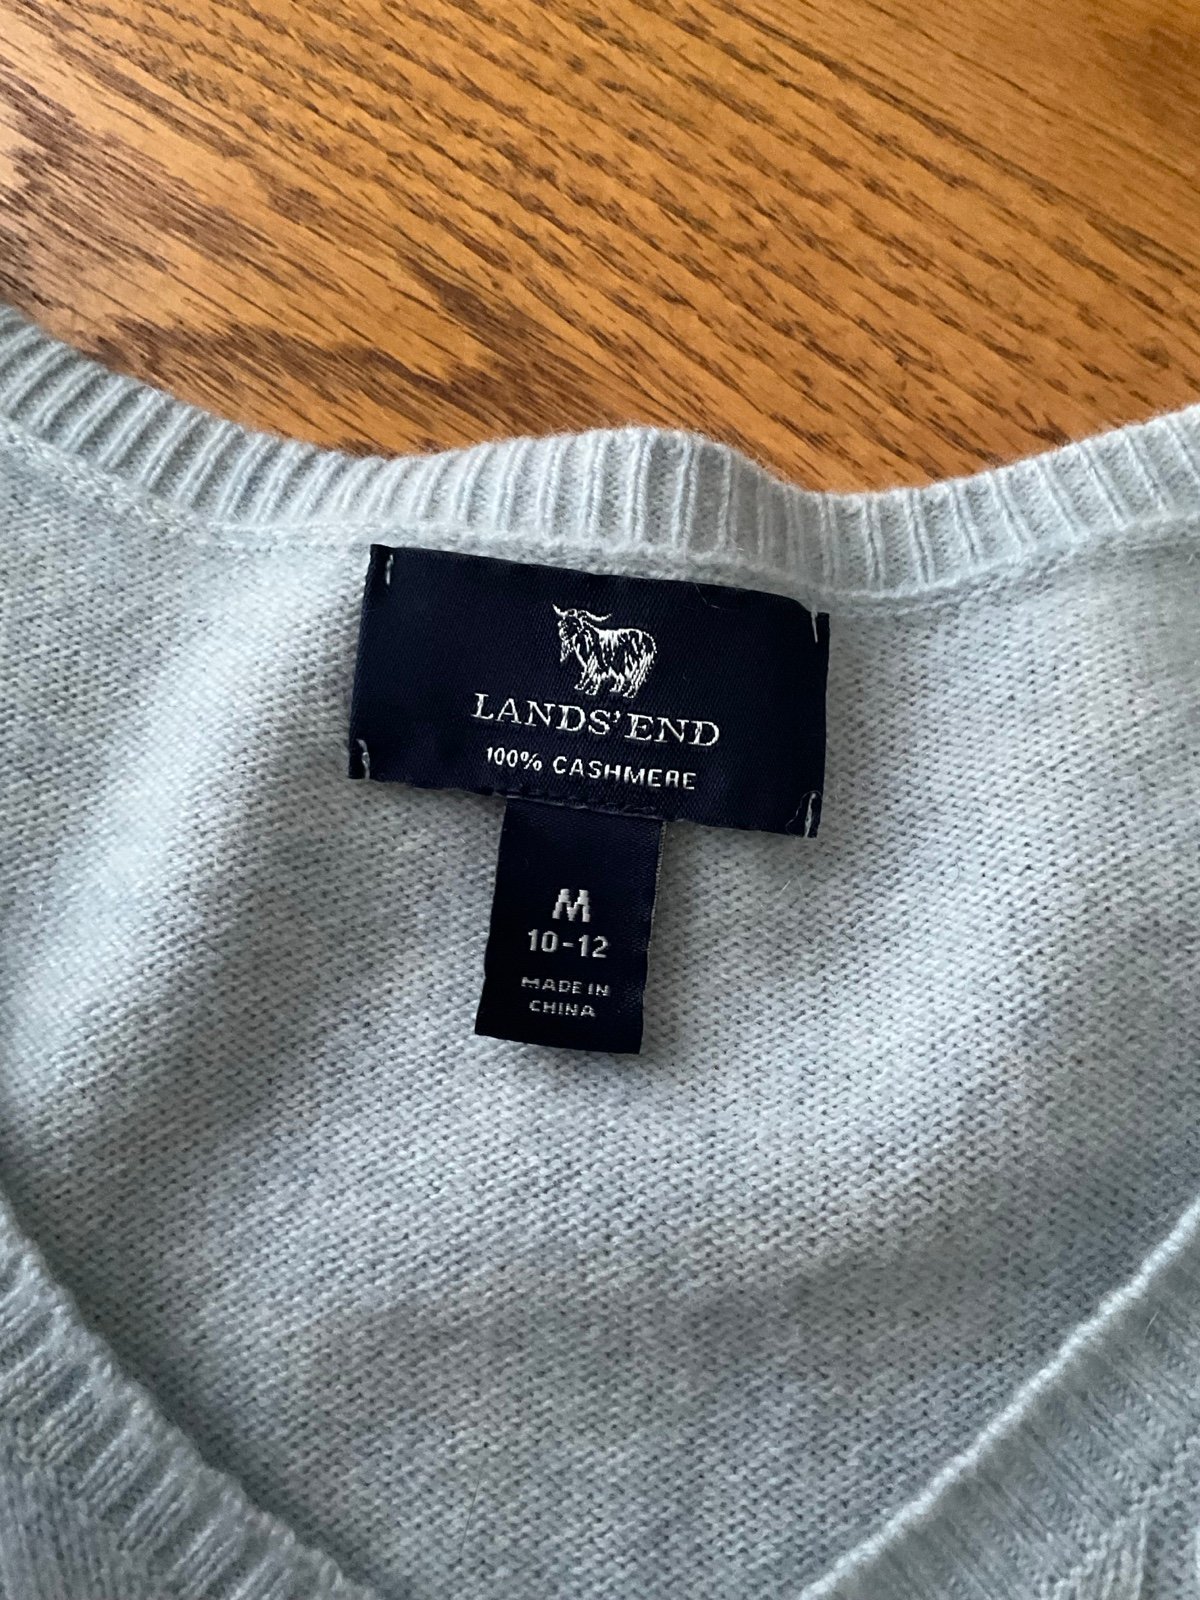 LANDS' END
100% CASHMERE
M
10-12
MADE IN
CHINA